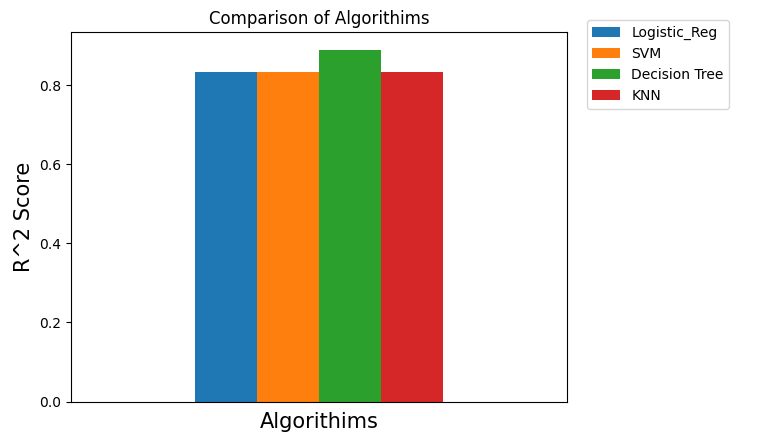 Comparison of Algorithims
Logistic_Reg
SVM
Decision Tree
KNN
R^2 Score
0.8
0.6
0.4
0.2
0.0
Algorithims